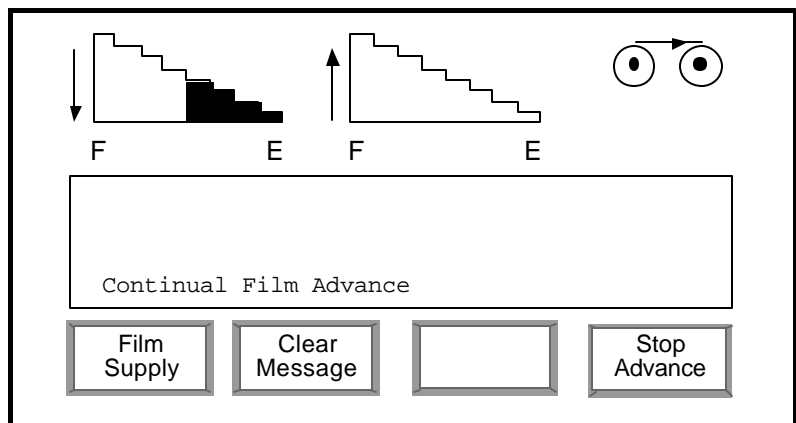 F E F E
Continual Film Advance
Film Supply
Clear Message
Stop Advance